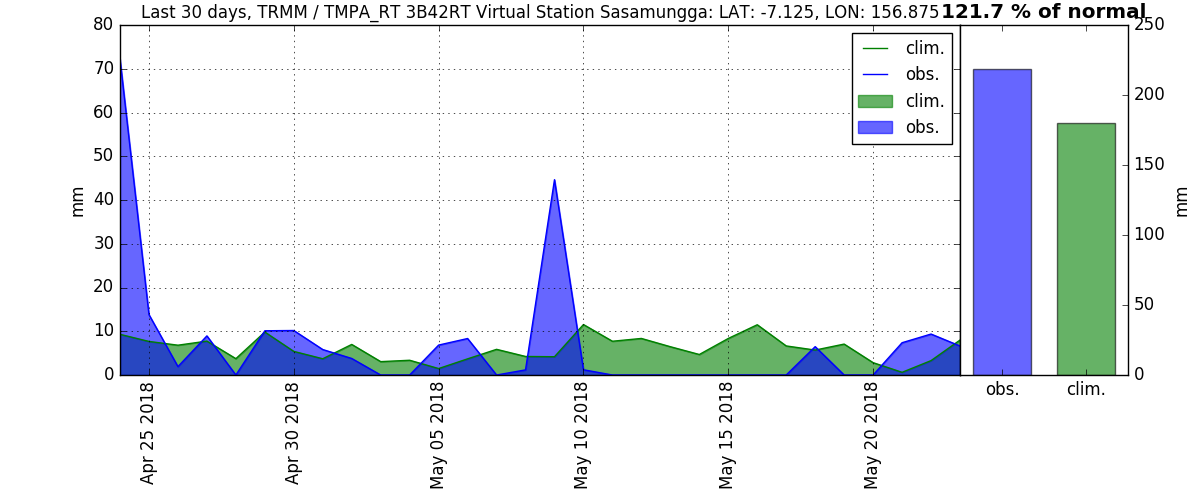 Last 30 days, TRMM / TMPA_RT 3B42RT Virtual Station Sasamungga: LAT: -7.125, LON: 156.875
121.7 % of normal
80
70
60
50
40
30
20
10
0
mm
clim.
obs.
clim.
obs.
250
200
150
100
50
0
mm
obs.
clim.
Apr 25 2018
Apr 30 2018
May 05 2018
May 10 2018
May 15 2018
May 20 2018